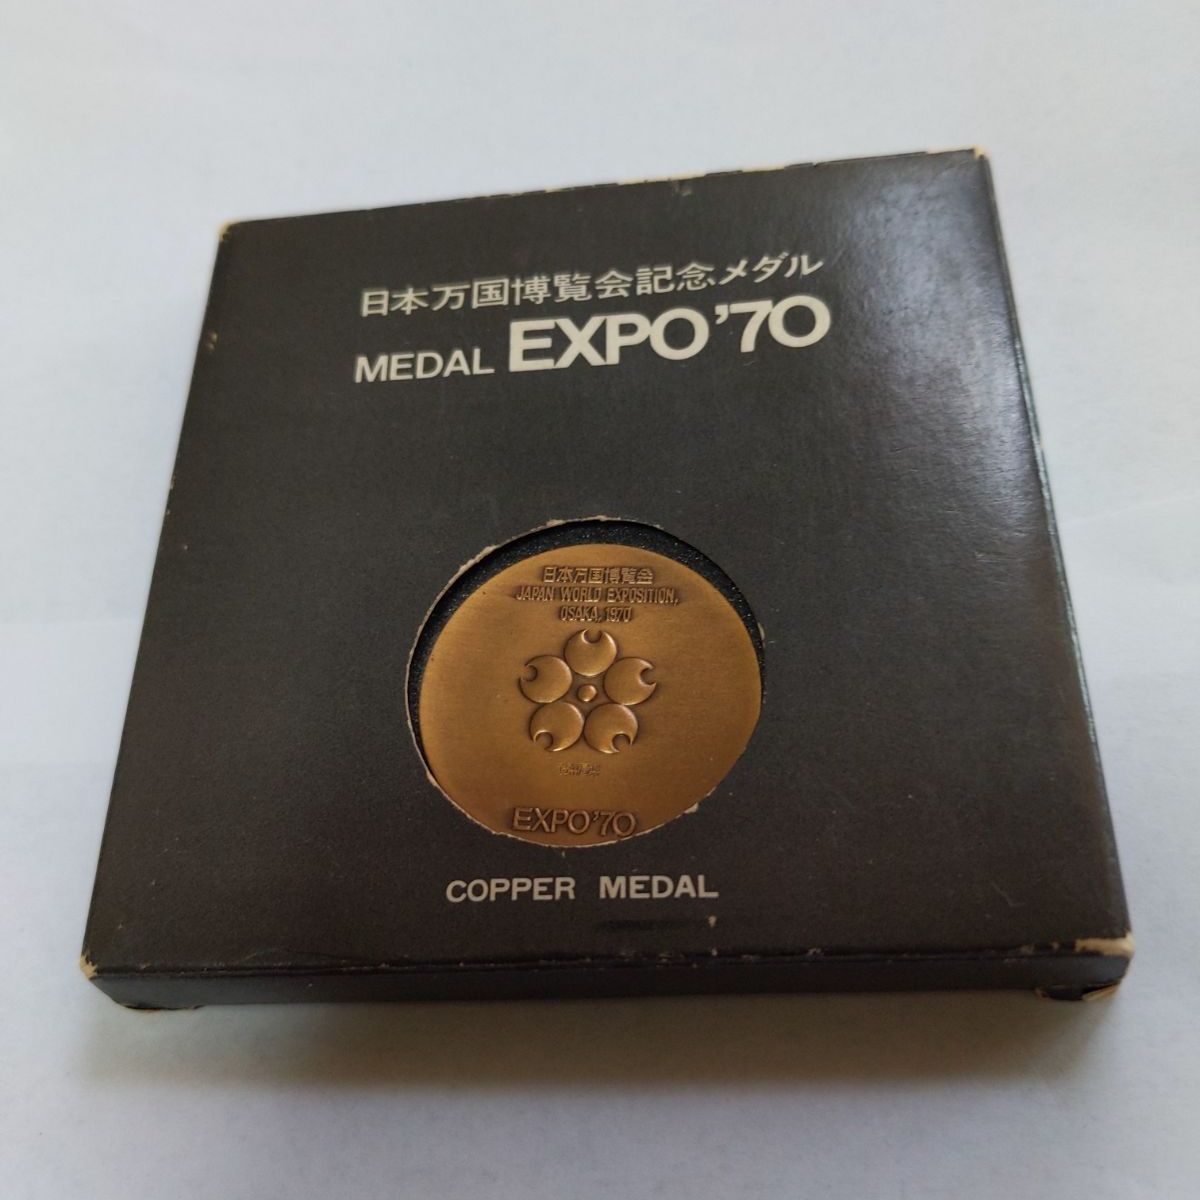 日本万国博覧会記念メダル
MEDAL EXPO'70
日本万国博覧会
JAPAN WORLD EXPOSITION,
OSAKA, 1970
EXPO'70
COPPER MEDAL